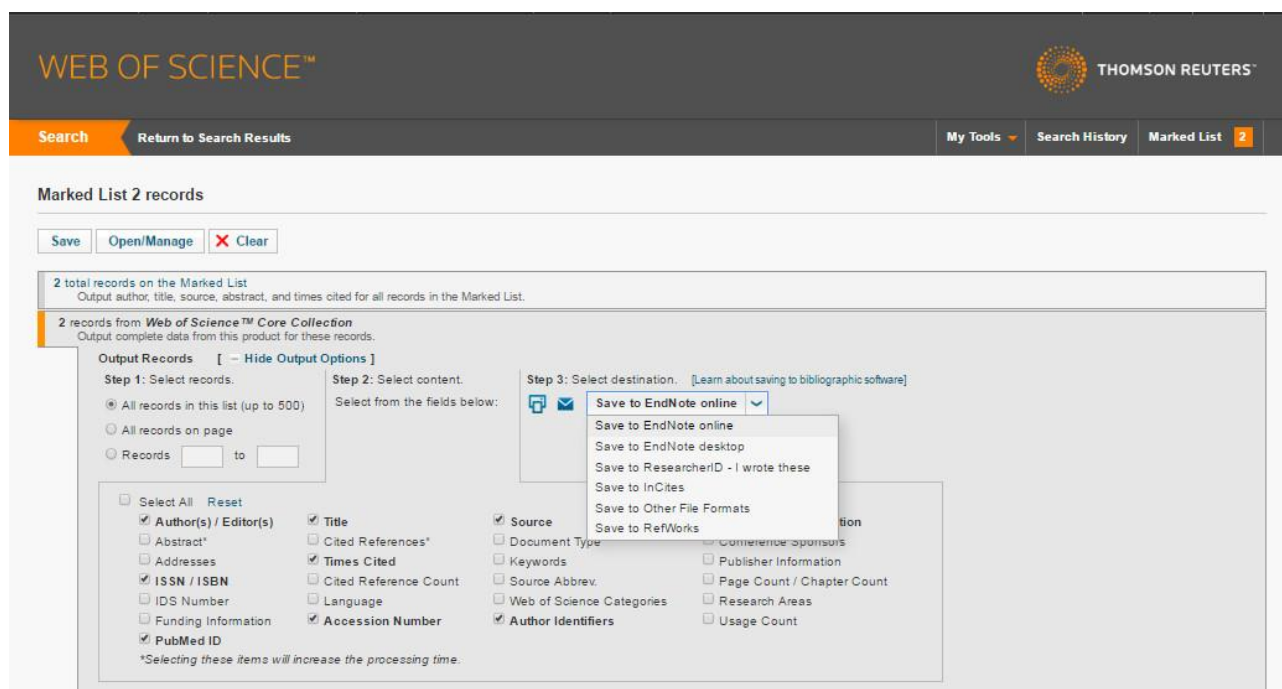 WEB OF SCIENCE™
THOMSON REUTERS™
Search Return to Search Results My Tools Search History Marked List 2
Marked List 2 records
Save Open/Manage Clear
2 total records on the Marked List
Output author, title, source, abstract, and times cited for all records in the Marked List.
2 records from Web of Science™ Core Collection
Output complete data from this product for these records.
Output Records [ – Hide Output Options ]
Step 1: Select records. Step 2: Select content. Step 3: Select destination. [Learn about saving to bibliographic software]
All records in this list (up to 500) Select from the fields below: Save to EndNote online
All records on page
Records to
Save to EndNote online
Save to EndNote desktop
Save to ResearcherID - I wrote these
Save to InCites
Save to Other File Formats
Save to RefWorks
Select All Reset
Author(s) / Editor(s) Title Source tion
Abstract* Cited References* Document Type Conference Sponsors
Addresses Times Cited Keywords Publisher Information
ISSN / ISBN Cited Reference Count Source Abbrev. Page Count / Chapter Count
IDS Number Language Web of Science Categories Research Areas
Funding Information Accession Number Author Identifiers Usage Count
PubMed ID
*Selecting these items will increase the processing time.